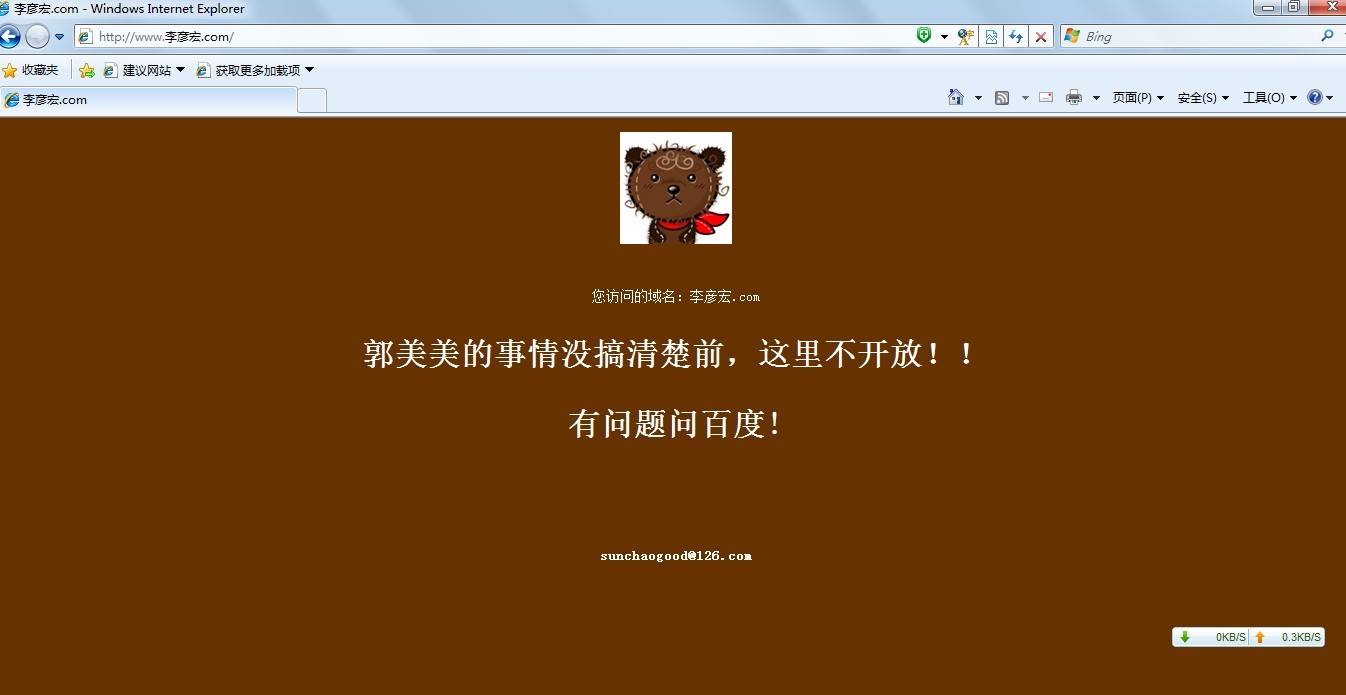 李彦宏.com - Windows Internet Explorer
http://www.李彦宏.com/
Bing
收藏夹 建议网站 获取更多加载项
李彦宏.com
页面(P) 安全(S) 工具(O)
您访问的域名：李彦宏.com
郭美美的事情没搞清楚前，这里不开放！！
有问题问百度！
sunchaogood@126.com
0KB/S 0.3KB/S